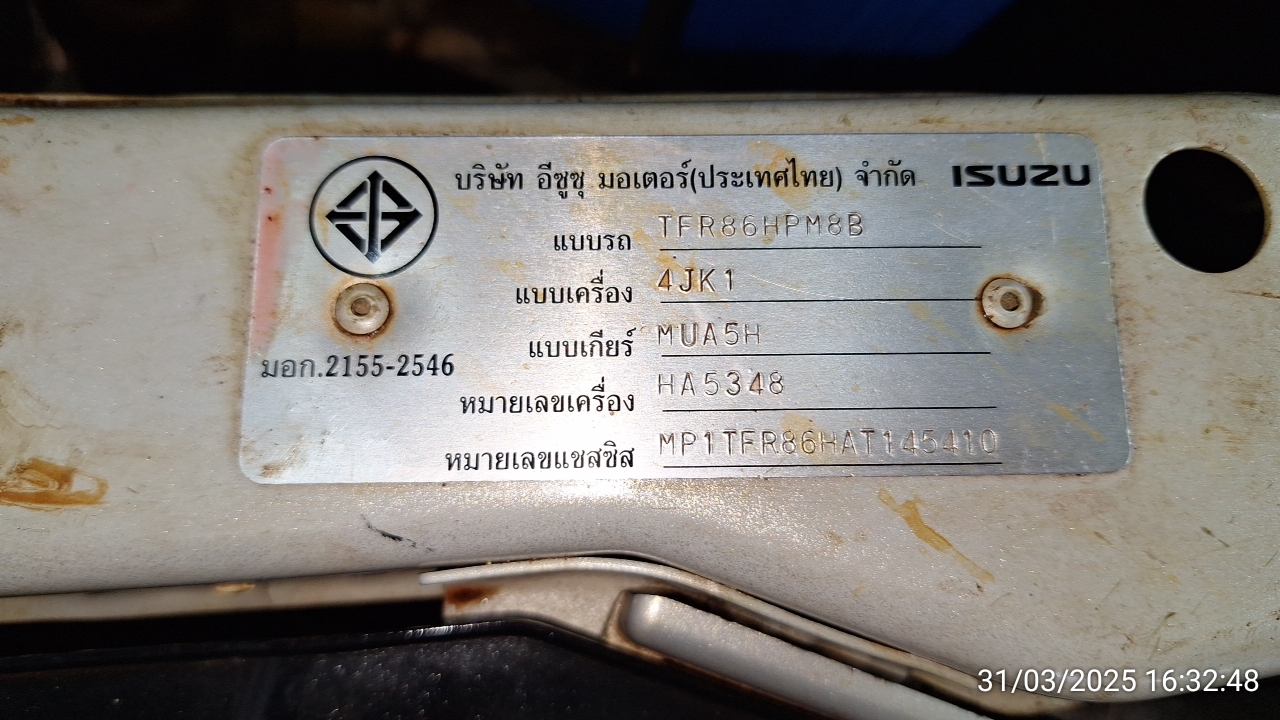 บริษัท อีซูซุ มอเตอร์(ประเทศไทย) จำกัด ISUZU
แบบรถ TFR86HPM8B
แบบเครื่อง 4JK1
แบบเกียร์ MUA5H
มอก.2155-2546
หมายเลขเครื่อง HA5348
หมายเลขแชสซิส MP1TFR86HAT145410
31/03/2025 16:32:48